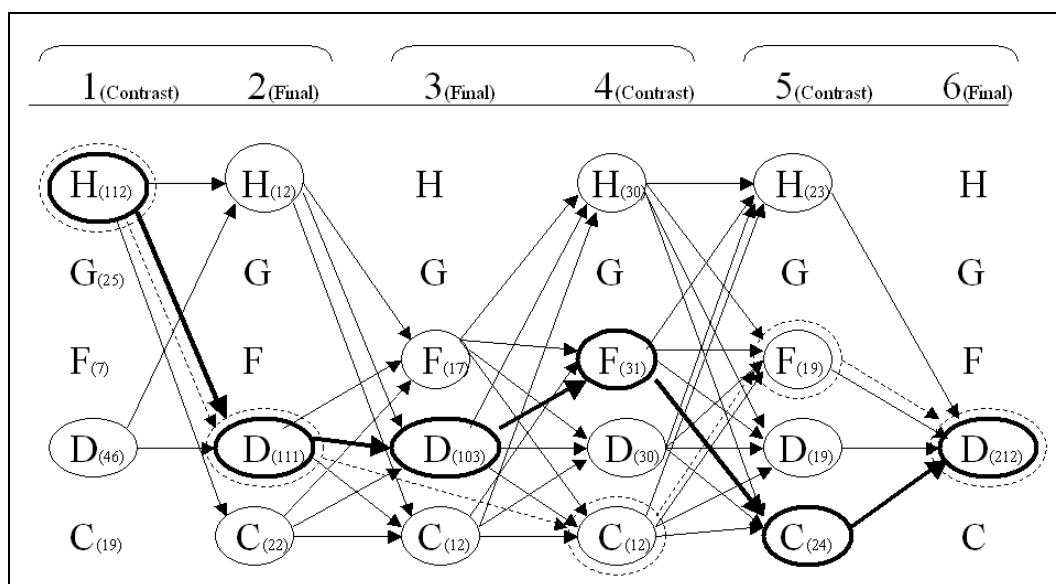 1(Contrast) 2(Final) 3(Final) 4(Contrast) 5(Contrast) 6(Final)
H(112) H(12) H H(30) H(23) H
G(25) G G G G G
F(7) F F(17) F(31) F(19) F
D(46) D(111) D(103) D(30) D(19) D(212)
C(19) C(22) C(12) C(12) C(24) C